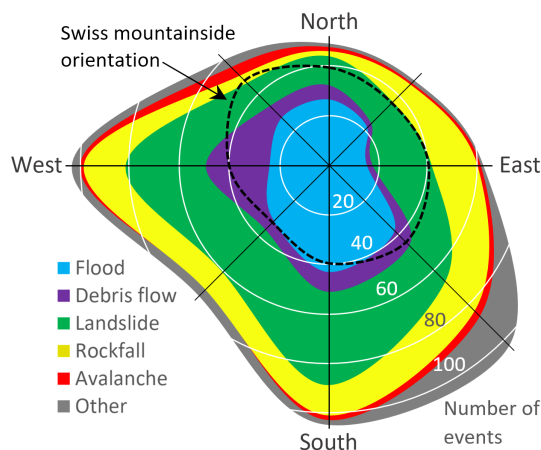 North
Swiss mountainside
orientation
West
East
20
40
60
80
100
Flood
Debris flow
Landslide
Rockfall
Avalanche
Other
Number of
events
South